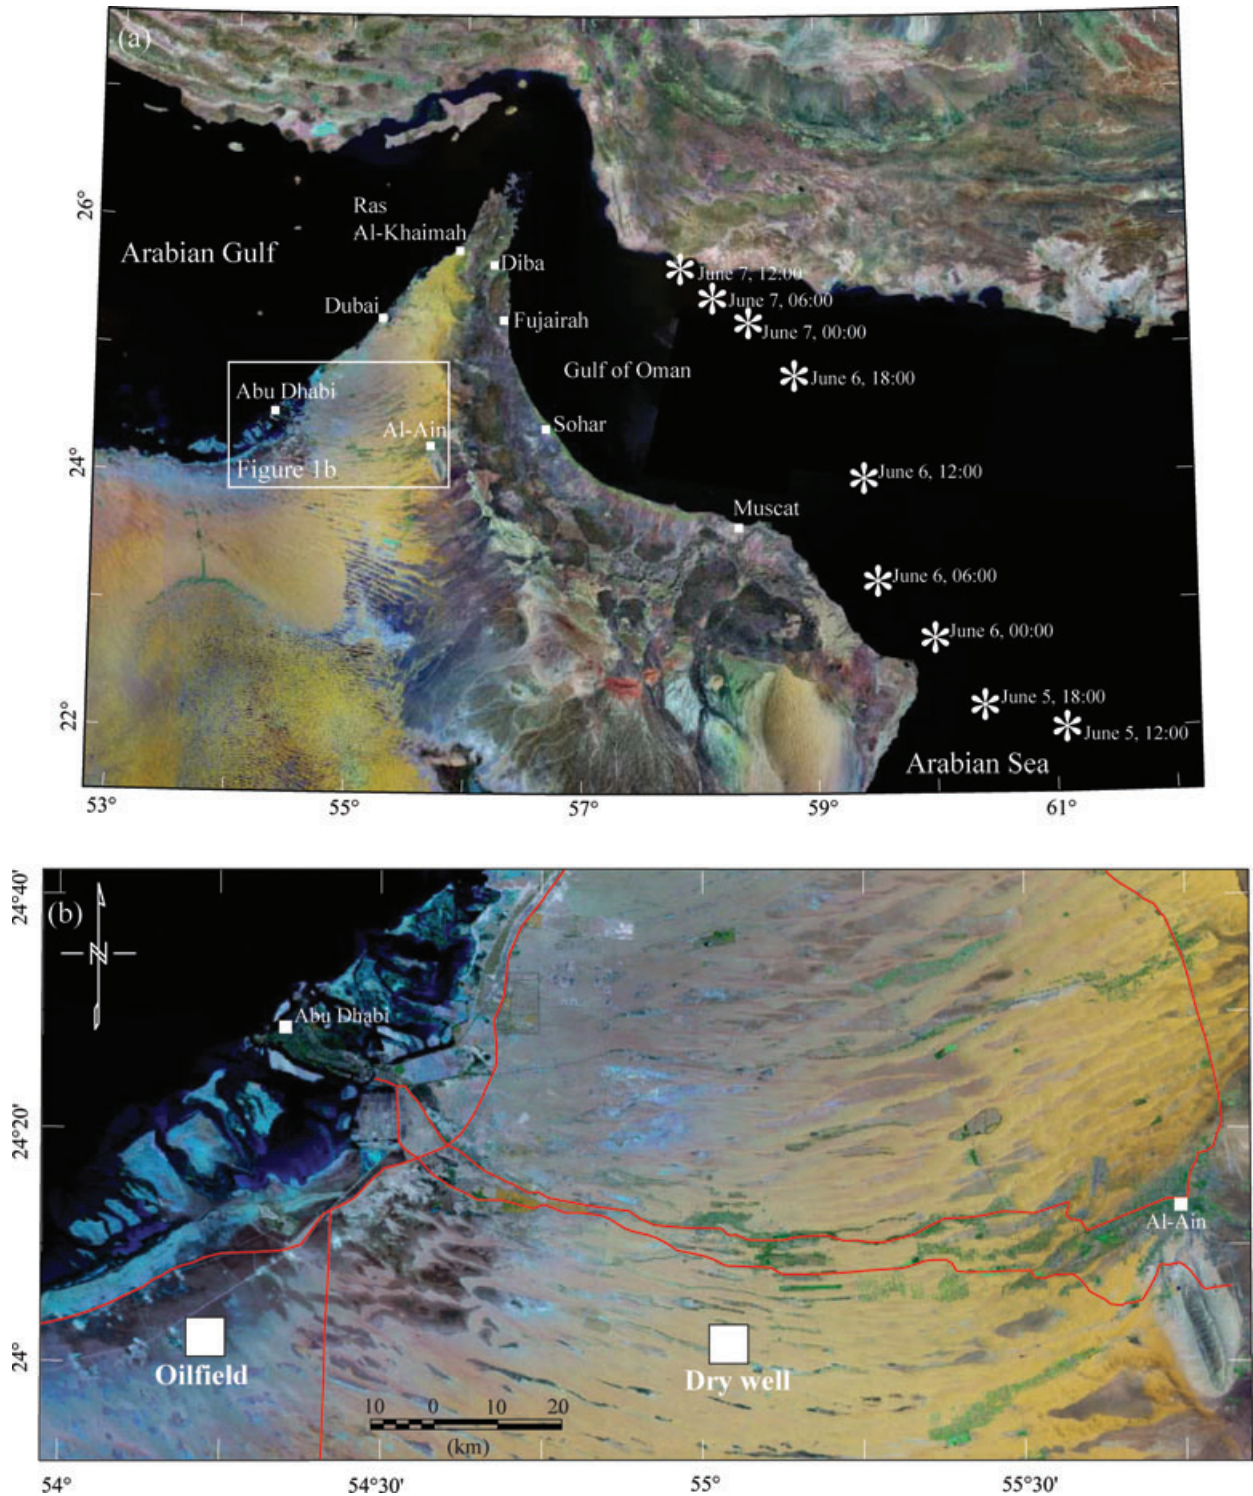 (a)
26°
Ras
Al-Khaimah
Arabian Gulf
Diba
June 7, 12:00
June 7, 06:00
Dubai
Fujairah
June 7, 00:00
Gulf of Oman
June 6, 18:00
Abu Dhabi
Al-Ain
Sohar
24°
Figure 1b
June 6, 12:00
Muscat
June 6, 06:00
June 6, 00:00
22°
June 5, 18:00
June 5, 12:00
Arabian Sea
53°
55°
57°
59°
61°
24°40'
(b)
N
Abu Dhabi
24°20'
Al-Ain
24°
Oilfield
Dry well
10 0 10 20
(km)
54°
54°30'
55°
55°30'